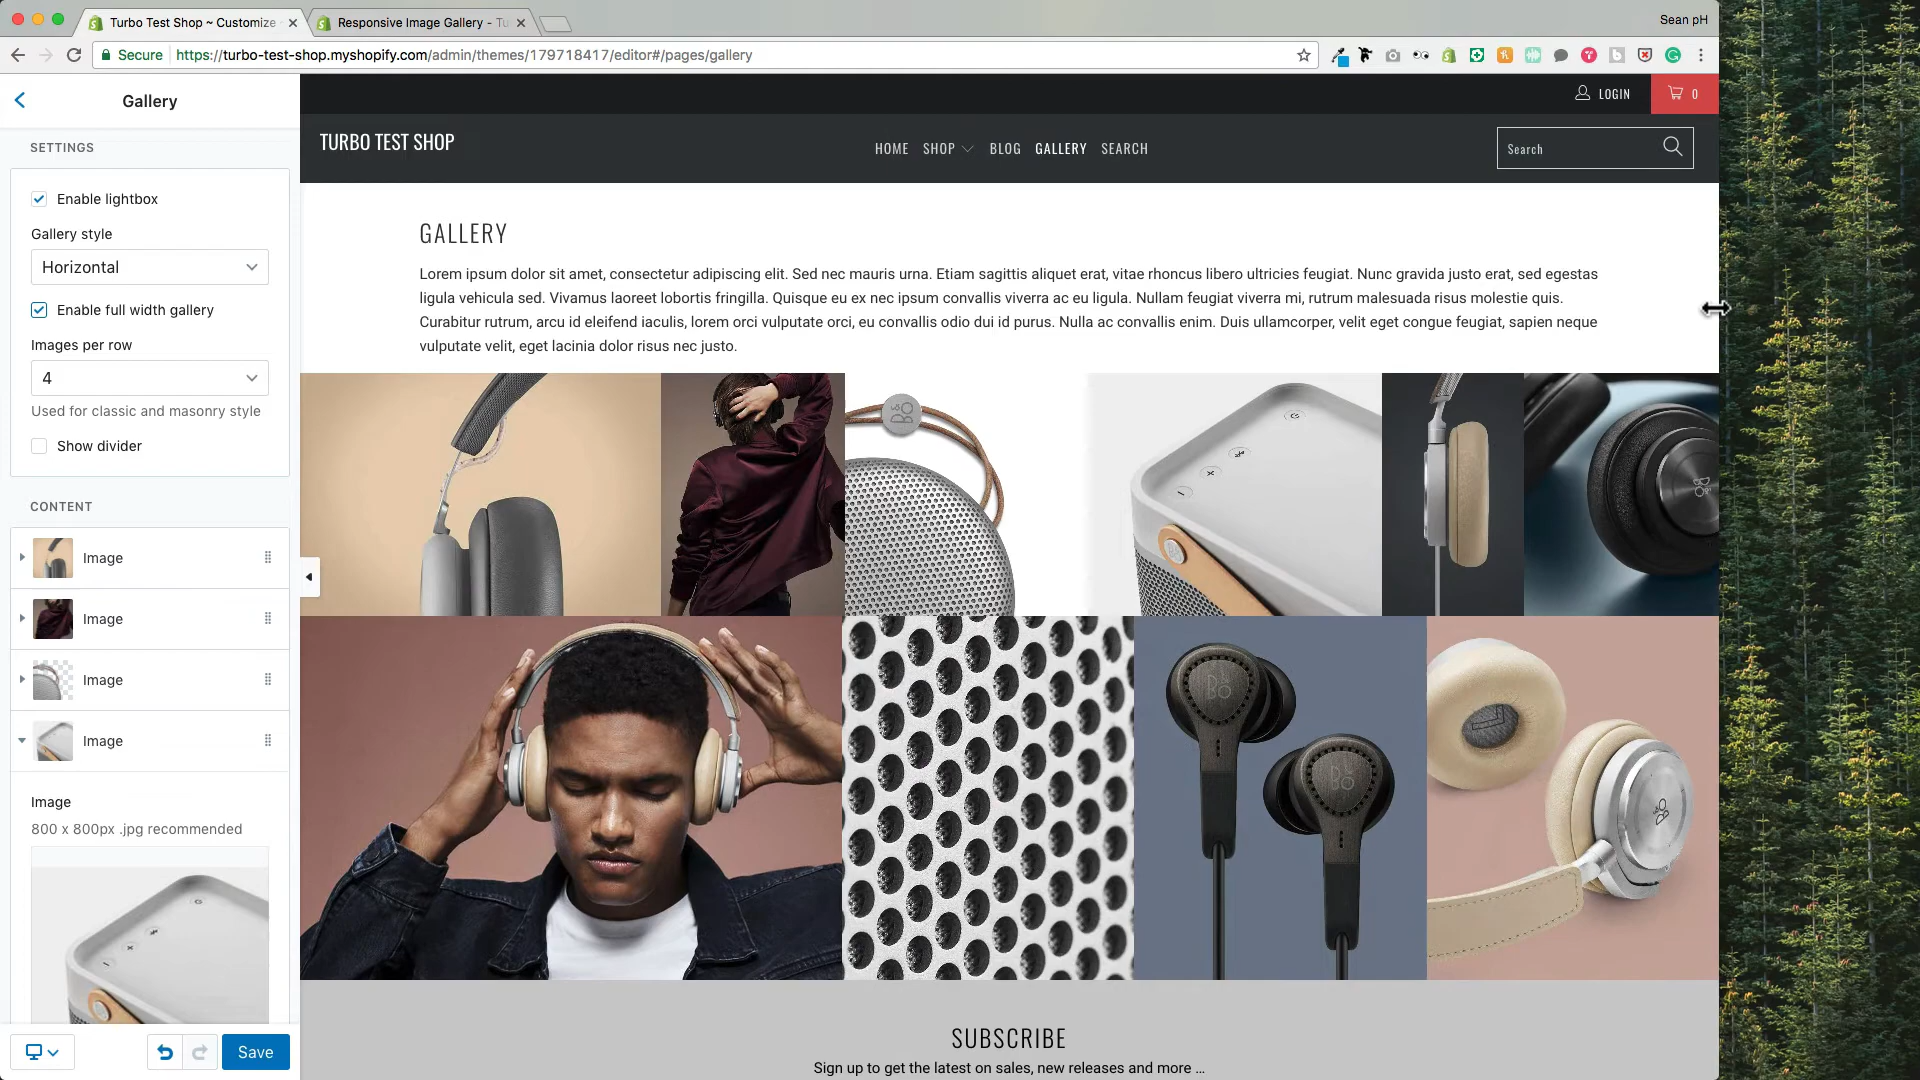 Turbo Test Shop ~ Customize
Responsive Image Gallery - Tu
Sean pH
Secure
https://turbo-test-shop.myshopify.com/admin/themes/179718417/editor#/pages/gallery
Gallery
SETTINGS
Enable lightbox
Gallery style
Horizontal
Enable full width gallery
Images per row
4
Used for classic and masonry style
Show divider
CONTENT
Image
Image
Image
Image
Image
800 x 800px .jpg recommended
Save
LOGIN
0
TURBO TEST SHOP
HOME SHOP BLOG GALLERY SEARCH
Search
GALLERY
Lorem ipsum dolor sit amet, consectetur adipiscing elit. Sed nec mauris urna. Etiam sagittis aliquet erat, vitae rhoncus libero ultricies feugiat. Nunc gravida justo erat, sed egestas
ligula vehicula sed. Vivamus laoreet lobortis fringilla. Quisque eu ex nec ipsum convallis viverra ac eu ligula. Nullam feugiat viverra mi, rutrum malesuada risus molestie quis.
Curabitur rutrum, arcu id eleifend iaculis, lorem orci vulputate orci, eu convallis odio dui id purus. Nulla ac convallis enim. Duis ullamcorper, velit eget congue feugiat, sapien neque
vulputate velit, eget lacinia dolor risus nec justo.
SUBSCRIBE
Sign up to get the latest on sales, new releases and more …